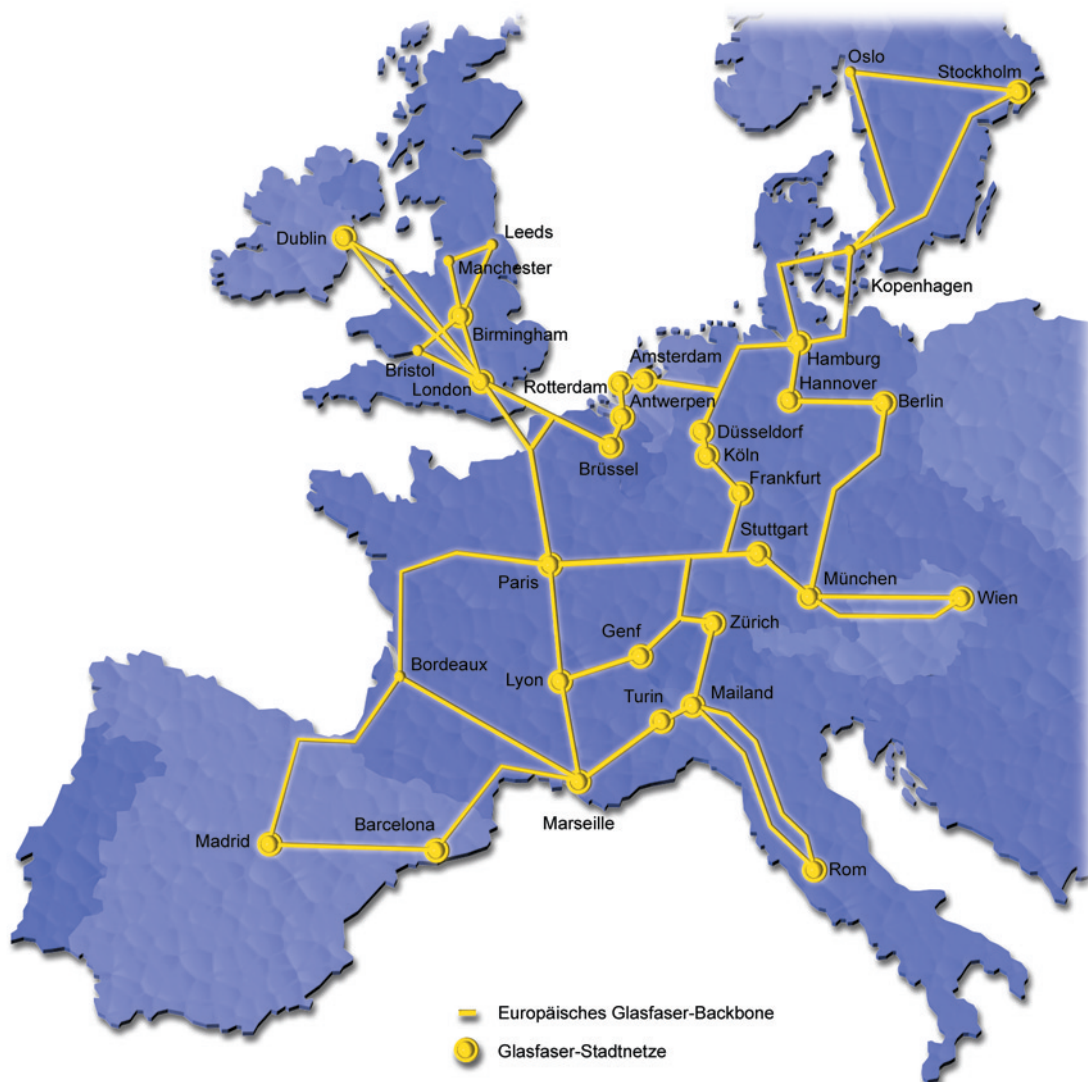 Oslo
Stockholm
Dublin
Leeds
Manchester
Kopenhagen
Birmingham
Bristol
London
Amsterdam
Rotterdam
Antwerpen
Hamburg
Hannover
Berlin
Düsseldorf
Brüssel
Köln
Frankfurt
Stuttgart
Paris
München
Wien
Genf
Zürich
Bordeaux
Lyon
Turin
Mailand
Marseille
Barcelona
Madrid
Rom
Europäisches Glasfaser-Backbone
Glasfaser-Stadtnetze